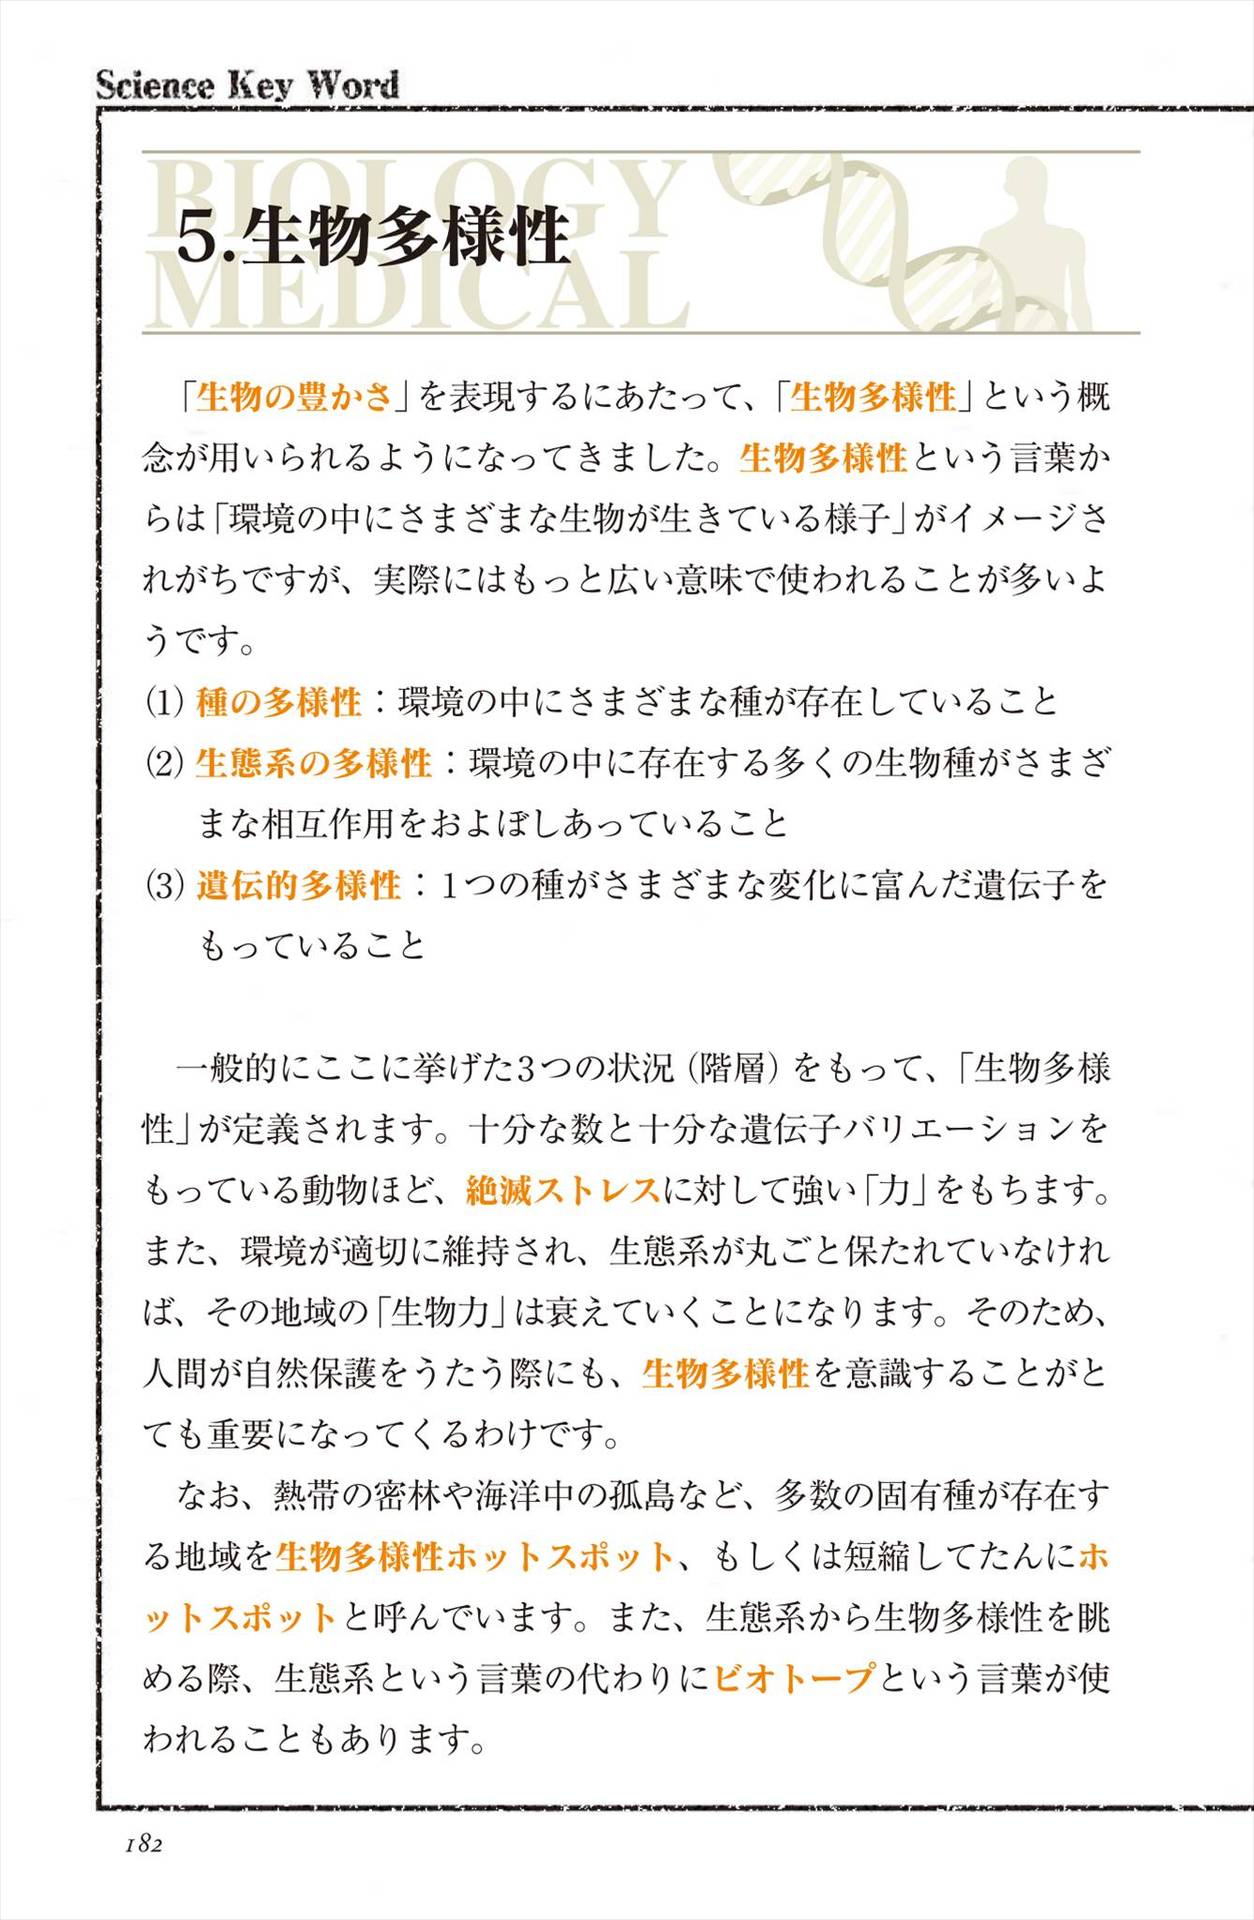 Science Key Word
BIOLOGY
MEDICAL
5.生物多様性
「生物の豊かさ」を表現するにあたって、「生物多様性」という概
念が用いられるようになってきました。生物多様性という言葉か
らは「環境の中にさまざまな生物が生きている様子」がイメージさ
れがちですが、実際にはもっと広い意味で使われることが多いよ
うです。
(1) 種の多様性：環境の中にさまざまな種が存在していること
(2) 生態系の多様性：環境の中に存在する多くの生物種がさまざ
まな相互作用をおよぼしあっていること
(3) 遺伝的多様性：1つの種がさまざまな変化に富んだ遺伝子を
もっていること
一般的にここに挙げた3つの状況（階層）をもって、「生物多様
性」が定義されます。十分な数と十分な遺伝子バリエーションを
もっている動物ほど、絶滅ストレスに対して強い「力」をもちます。
また、環境が適切に維持され、生態系が丸ごと保たれていなけれ
ば、その地域の「生物力」は衰えていくことになります。そのため、
人間が自然保護をうたう際にも、生物多様性を意識することがと
ても重要になってくるわけです。
なお、熱帯の密林や海洋中の孤島など、多数の固有種が存在す
る地域を生物多様性ホットスポット、もしくは短縮してたんにホ
ットスポットと呼んでいます。また、生態系から生物多様性を眺
める際、生態系という言葉の代わりにビオトープという言葉が使
われることもあります。
182